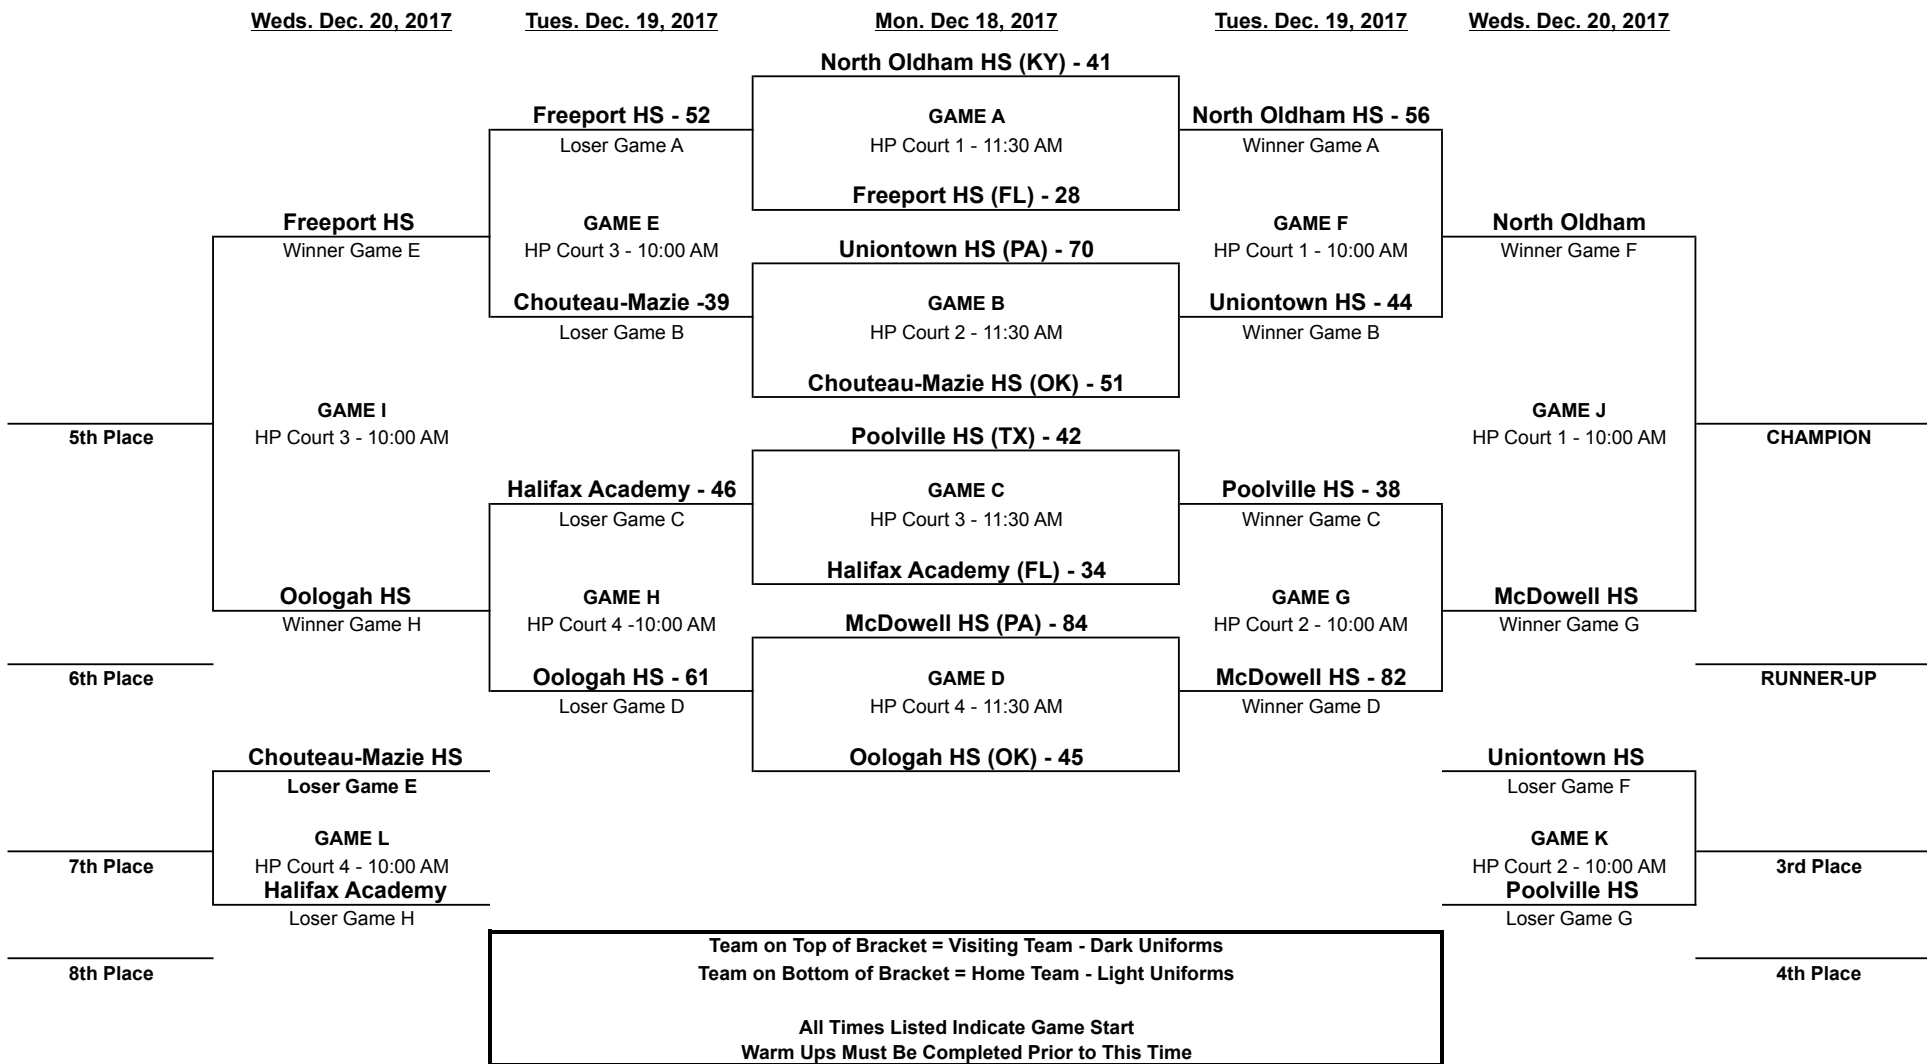 Weds. Dec. 20, 2017 Tues. Dec. 19, 2017 Mon. Dec 18, 2017 Tues. Dec. 19, 2017 Weds. Dec. 20, 2017
North Oldham HS (KY) - 41
Freeport HS - 52 GAME A North Oldham HS - 56
Loser Game A HP Court 1 - 11:30 AM Winner Game A
Freeport HS (FL) - 28
Freeport HS GAME E GAME F North Oldham
Winner Game E HP Court 3 - 10:00 AM Uniontown HS (PA) - 70 HP Court 1 - 10:00 AM Winner Game F
Chouteau-Mazie -39 GAME B Uniontown HS - 44
Loser Game B HP Court 2 - 11:30 AM Winner Game B
Chouteau-Mazie HS (OK) - 51
GAME I GAME J
5th Place HP Court 3 - 10:00 AM Poolville HS (TX) - 42 HP Court 1 - 10:00 AM CHAMPION
Halifax Academy - 46 GAME C Poolville HS - 38
Loser Game C HP Court 3 - 11:30 AM Winner Game C
Halifax Academy (FL) - 34
Oologah HS GAME H GAME G McDowell HS
Winner Game H HP Court 4 -10:00 AM McDowell HS (PA) - 84 HP Court 2 - 10:00 AM Winner Game G
6th Place Oologah HS - 61 GAME D McDowell HS - 82 RUNNER-UP
Loser Game D HP Court 4 - 11:30 AM Winner Game D
Chouteau-Mazie HS Oologah HS (OK) - 45 Uniontown HS
Loser Game E Loser Game F
GAME L GAME K
7th Place HP Court 4 - 10:00 AM HP Court 2 - 10:00 AM 3rd Place
Halifax Academy Poolville HS
Loser Game H Loser Game G
Team on Top of Bracket = Visiting Team - Dark Uniforms
8th Place Team on Bottom of Bracket = Home Team - Light Uniforms 4th Place
All Times Listed Indicate Game Start
Warm Ups Must Be Completed Prior to This Time